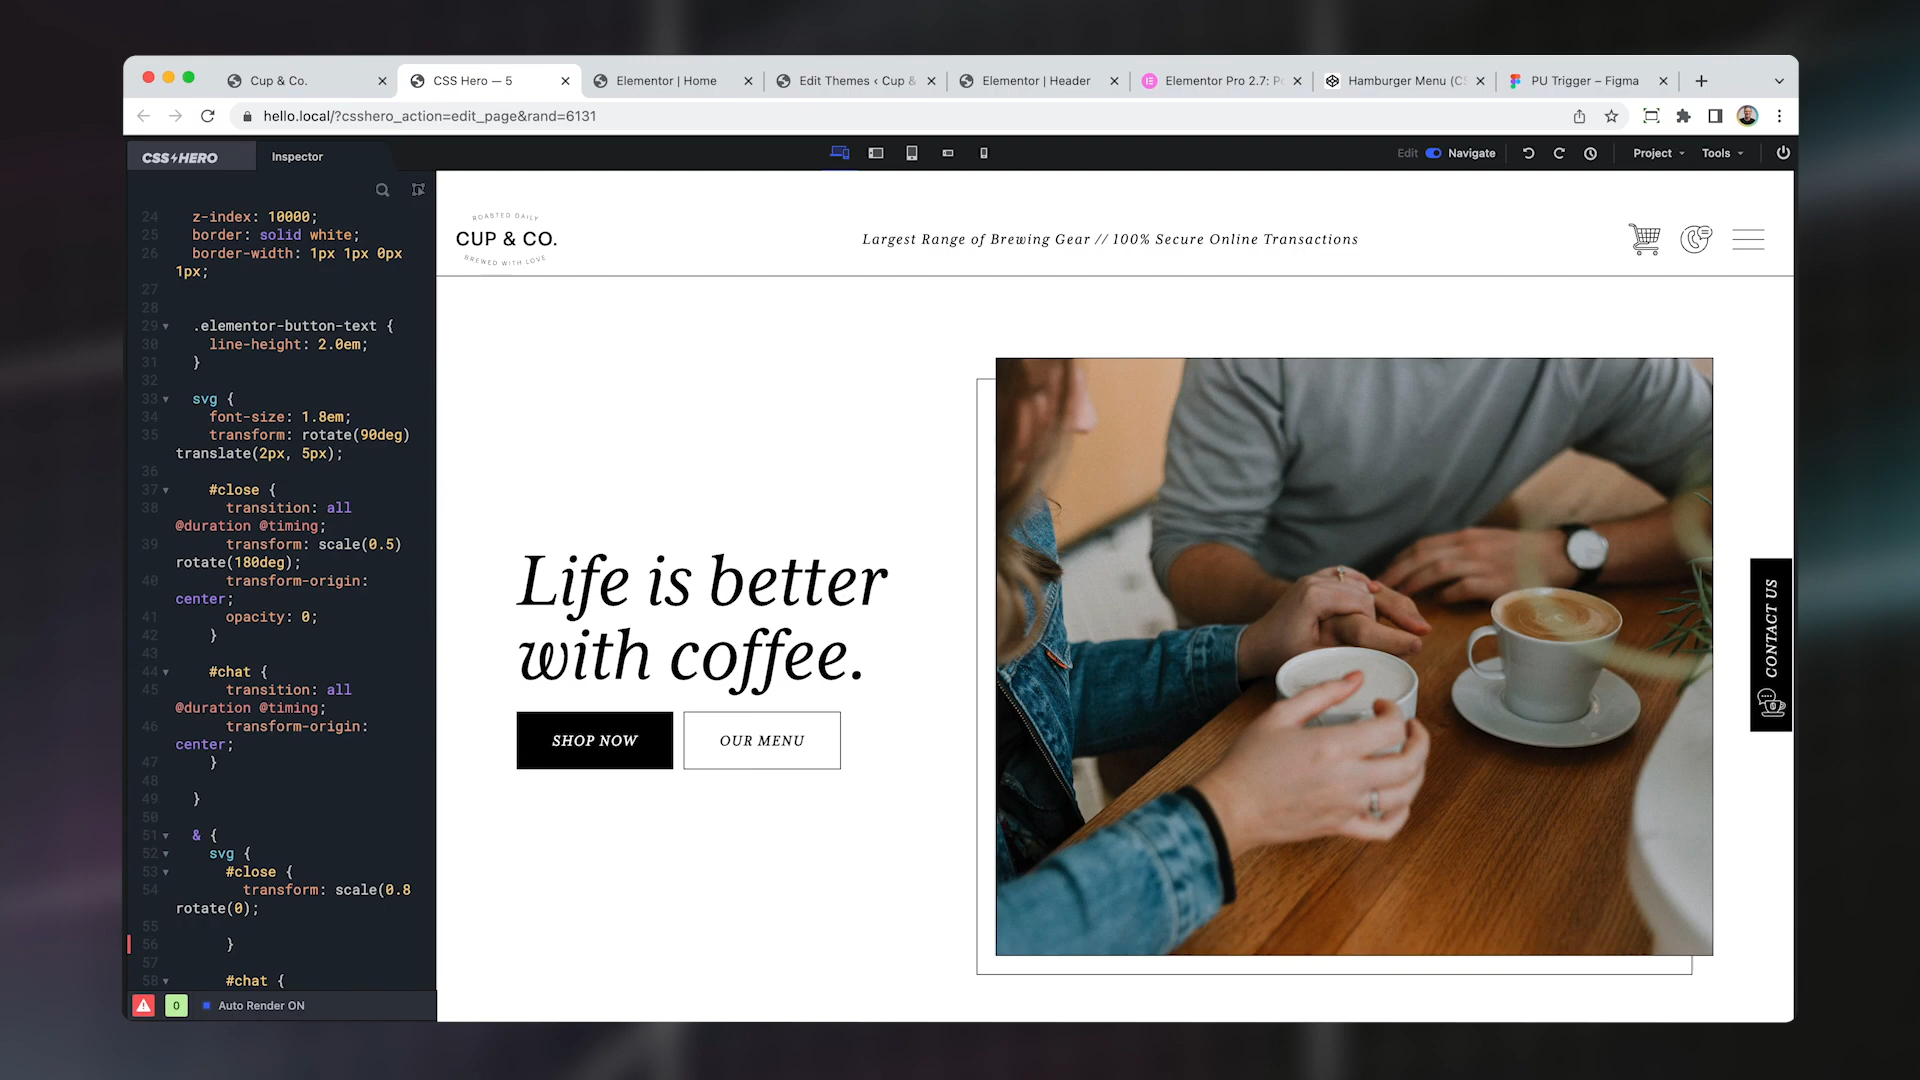 Cup & Co.
CSS Hero — 5
Elementor | Home
Edit Themes ‹ Cup &
Elementor | Header
Elementor Pro 2.7: Po
Hamburger Menu (CS
PU Trigger – Figma
hello.local/?csshero_action=edit_page&rand=6131
CSS HERO
Inspector
Edit
Navigate
Project
Tools
24 z-index: 10000;
25 border: solid white;
26 border-width: 1px 1px 0px
1px;
27
28
29 .elementor-button-text {
30 line-height: 2.0em;
31 }
32
33 svg {
34 font-size: 1.8em;
35 transform: rotate(90deg)
translate(2px, 5px);
36
37 #close {
38 transition: all
@duration @timing;
39 transform: scale(0.5)
rotate(180deg);
40 transform-origin:
center;
41 opacity: 0;
42 }
43
44 #chat {
45 transition: all
@duration @timing;
46 transform-origin:
center;
47 }
48
49 }
50
51 & {
52 svg {
53 #close {
54 transform: scale(0.8
rotate(0);
55
56 }
57
58 #chat {
0
Auto Render ON
ROASTED DAILY
CUP & CO.
BREWED WITH LOVE
Largest Range of Brewing Gear // 100% Secure Online Transactions
Life is better
with coffee.
SHOP NOW
OUR MENU
CONTACT US